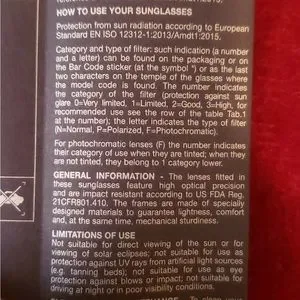 HOW TO USE YOUR SUNGLASSES
Protection from sun radiation according to European
Standard EN ISO 12312-1:2013/Amdt1:2015.
Category and type of filter: such indication (a number
and a letter) can be found on the packaging or on
the Bar Code sticker (at the symbol *) or as the last
two characters on temple of the glasses where
the model code is found. The number indicates
the category of the filter (protection against sun
glare 0=Very limited, 1=Limited, 2=Good, 3=High, for
recommended use see the row of the table Tab.1
at the number); the letter indicates the type of filter
(N=Normal, P=Polarized, F=Photochromatic).
For photochromatic lenses (F) the number indicates
their category of use when they are tinted; when they
are not tinted, they belong to 1 category lower.
GENERAL INFORMATION - The lenses fitted in
these sunglasses feature high optical precision
and are impact resistant according to US FDA Reg.
21CFR801.410. The frames are made of specially
designed materials to guarantee lightness, comfort
and, at the same time, mechanical sturdiness.
LIMITATIONS OF USE
Not suitable for direct viewing of the sun or for
viewing of solar eclipses; not suitable for use as
protection against UV rays from artificial light sources
(e.g. tanning beds); not suitable for use as eye
protection against blows or impact; not suitable for
driving at night or in poor visibility conditions.